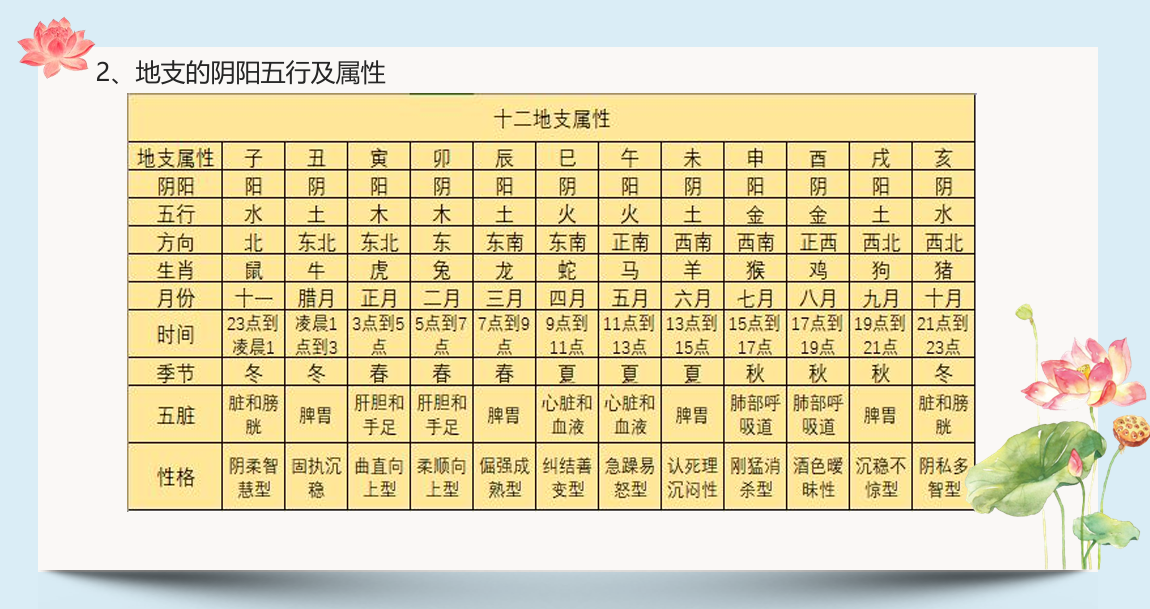 2、地支的阴阳五行及属性
十二地支属性
地支属性 子 丑 寅 卯 辰 巳 午 未 申 酉 戌 亥
阴阳 阳 阴 阳 阴 阳 阴 阳 阴 阳 阴 阳 阴
五行 水 土 木 木 土 火 火 土 金 金 土 水
方向 北 东北 东北 东 东南 东南 正南 西南 西南 正西 西北 西北
生肖 鼠 牛 虎 兔 龙 蛇 马 羊 猴 鸡 狗 猪
月份 十一 腊月 正月 二月 三月 四月 五月 六月 七月 八月 九月 十月
时间 23点到凌晨1 凌晨1点到3 3点到5点 5点到7点 7点到9点 9点到11点 11点到13点 13点到15点 15点到17点 17点到19点 19点到21点 21点到23点
季节 冬 冬 春 春 春 夏 夏 夏 秋 秋 秋 冬
五脏 脏和膀胱 脾胃 肝胆和手足 肝胆和手足 脾胃 心脏和血液 心脏和血液 脾胃 肺部呼吸道 肺部呼吸道 脾胃 脏和膀胱
性格 阴柔智慧型 固执沉稳 曲直向上型 柔顺向上型 倔强成熟型 纠结善变型 急躁易怒型 认死理沉闷性 刚猛消杀型 酒色暧昧性 沉稳不惊型 阴私多智型